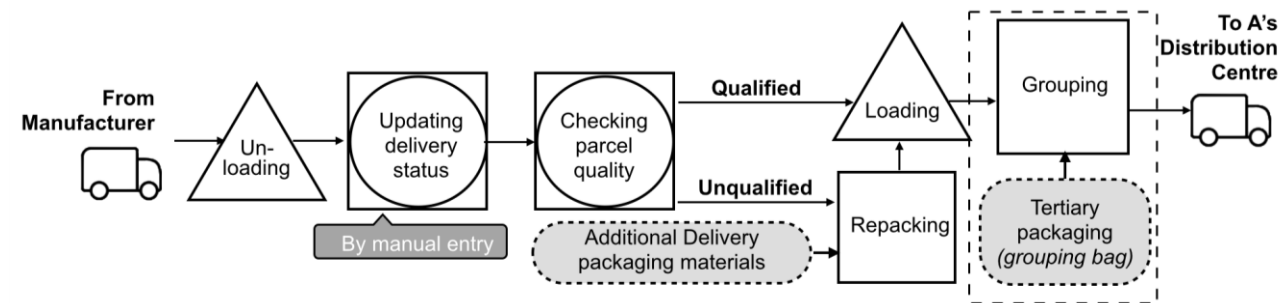 From
Manufacturer
Un-
loading
Updating
delivery
status
By manual entry
Checking
parcel
quality
Qualified
Unqualified
Additional Delivery
packaging materials
Repacking
Loading
Grouping
Tertiary
packaging
(grouping bag)
To A's
Distribution
Centre